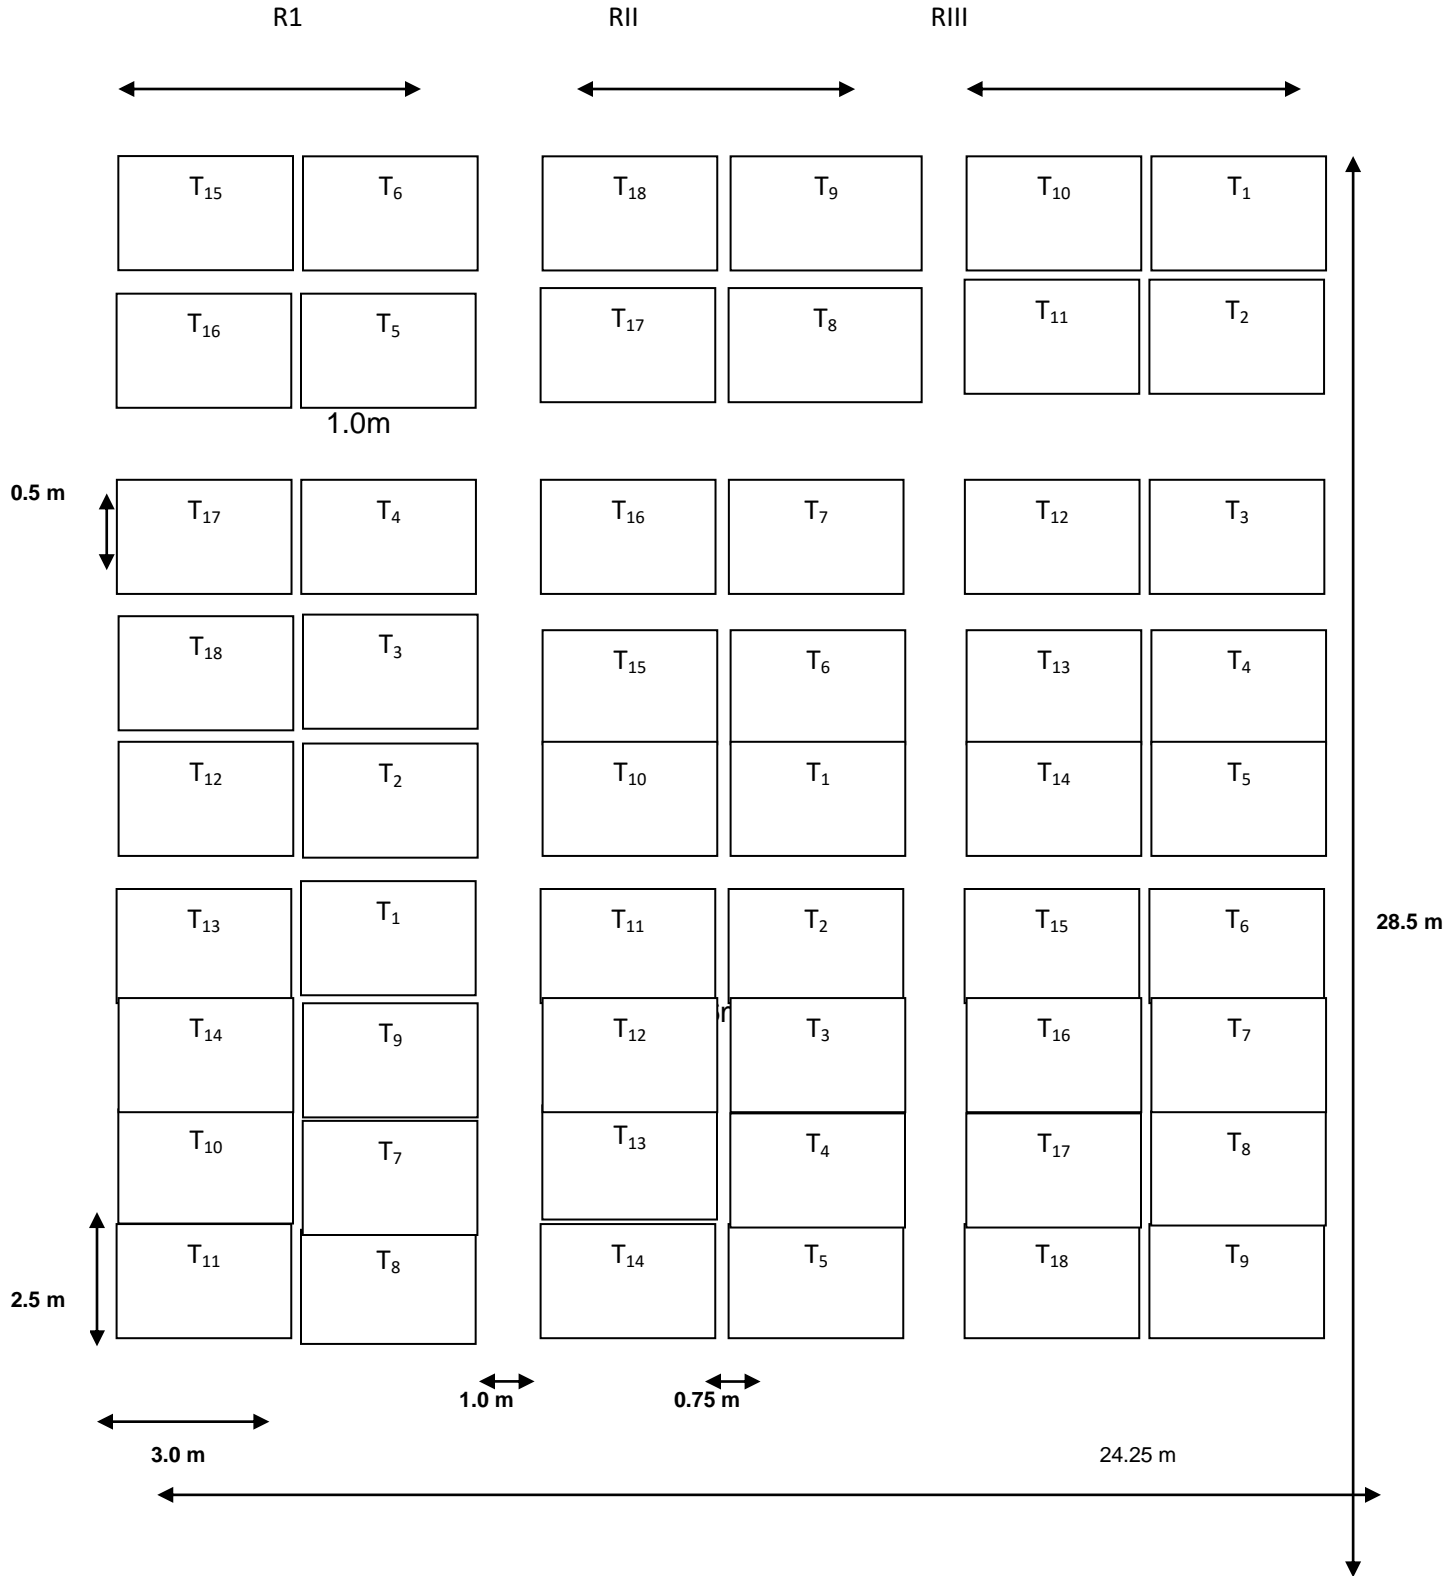 R1 RII RIII
T15 T6 T18 T9 T10 T1
T16 T5 T17 T8 T11 T2
1.0m
0.5 m
T17 T4 T16 T7 T12 T3
T18 T3 T15 T6 T13 T4
T12 T2 T10 T1 T14 T5
T13 T1 T11 T2 T15 T6
28.5 m
T14 T9 T12 T3 T16 T7
T10 T7 T13 T4 T17 T8
T11 T8 T14 T5 T18 T9
2.5 m
1.0 m 0.75 m
3.0 m 24.25 m